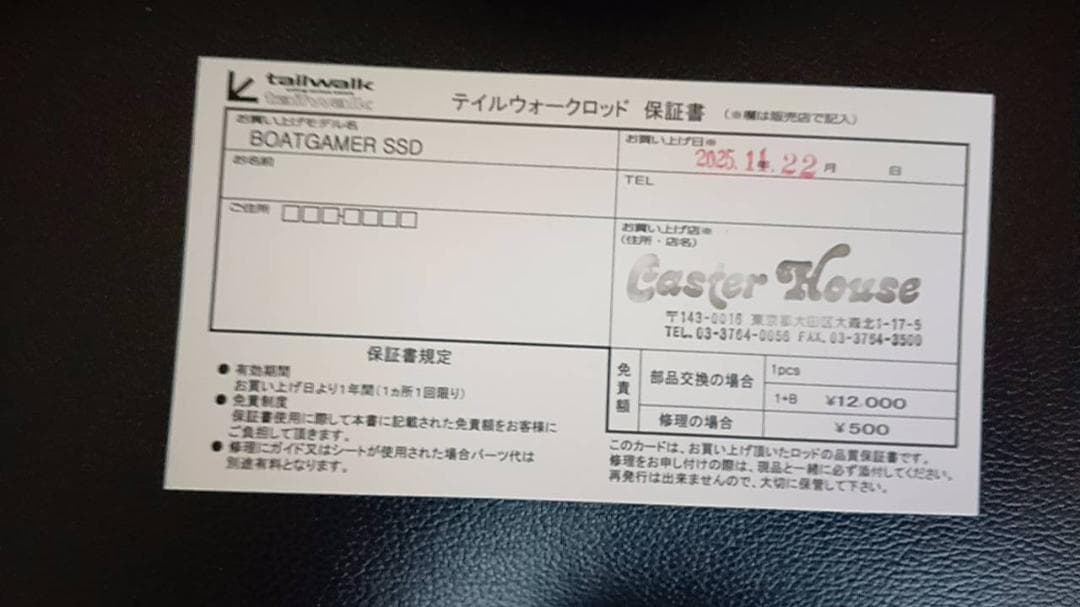 tailwalk
tailwalk
テイルウォークロッド 保証書 (※欄は販売店で記入)
お買い上げモデル名
BOATGAMER SSD
お買い上げ日※
2025.11.22
年 月 日
お名前
TEL
ご住所
お買い上げ店※
(住所・店名)
Caster House
〒143-0016 東京都大田区大森北1-17-5
TEL.03-3764-0056 FAX.03-3764-3500
保証書規定
● 有効期間
お買い上げ日より1年間(1ヵ所1回限り)
● 免責制度
保証書使用に際して本書に記載された免責額をお客様に
ご負担して頂きます。
● 修理にガイド又はシートが使用された場合パーツ代は
別途有料となります。
免責額
部品交換の場合
1pcs
1+B ¥12,000
修理の場合 ¥500
このカードは、お買い上げ頂いたロッドの品質保証書です。
修理をお申し付けの際は、現品と一緒に必ず添付してください。
再発行は出来ませんので、大切に保管して下さい。